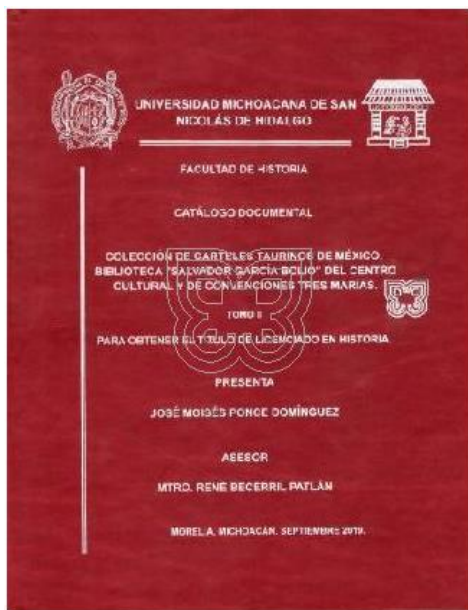 UNIVERSIDAD MICHOACANA DE SAN
NICOLÁS DE HIDALGO
FACULTAD DE HISTORIA
CATÁLOGO DOCUMENTAL
COLECCIÓN DE CARTELES TAURINOS DE MÉXICO.
BIBLIOTECA "SALVADOR GARCÍA BOLIO" DEL CENTRO
CULTURAL Y DE CONVENCIONES TRES MARIAS.
TOMO II
PARA OBTENER EL TITULO DE LICENCIADO EN HISTORIA
PRESENTA
JOSÉ MOISÉS PONCE DOMÍNGUEZ
ASESOR
MTRO. RENÉ BECERRIL PATLÁN
MORELIA, MICHOACÁN, SEPTIEMBRE 2019.